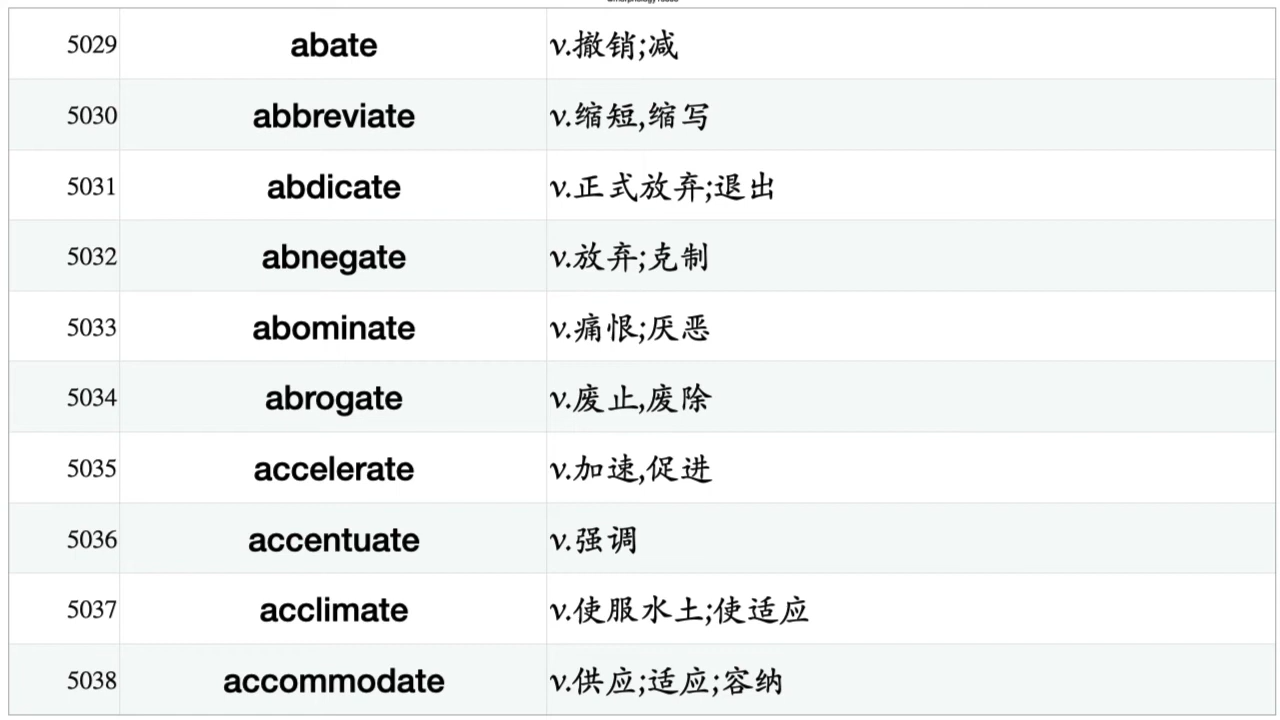 5029 abate v.撤销;减
5030 abbreviate v.缩短,缩写
5031 abdicate v.正式放弃;退出
5032 abnegate v.放弃;克制
5033 abominate v.痛恨;厌恶
5034 abrogate v.废止,废除
5035 accelerate v.加速,促进
5036 accentuate v.强调
5037 acclimate v.使服水土;使适应
5038 accommodate v.供应;适应;容纳